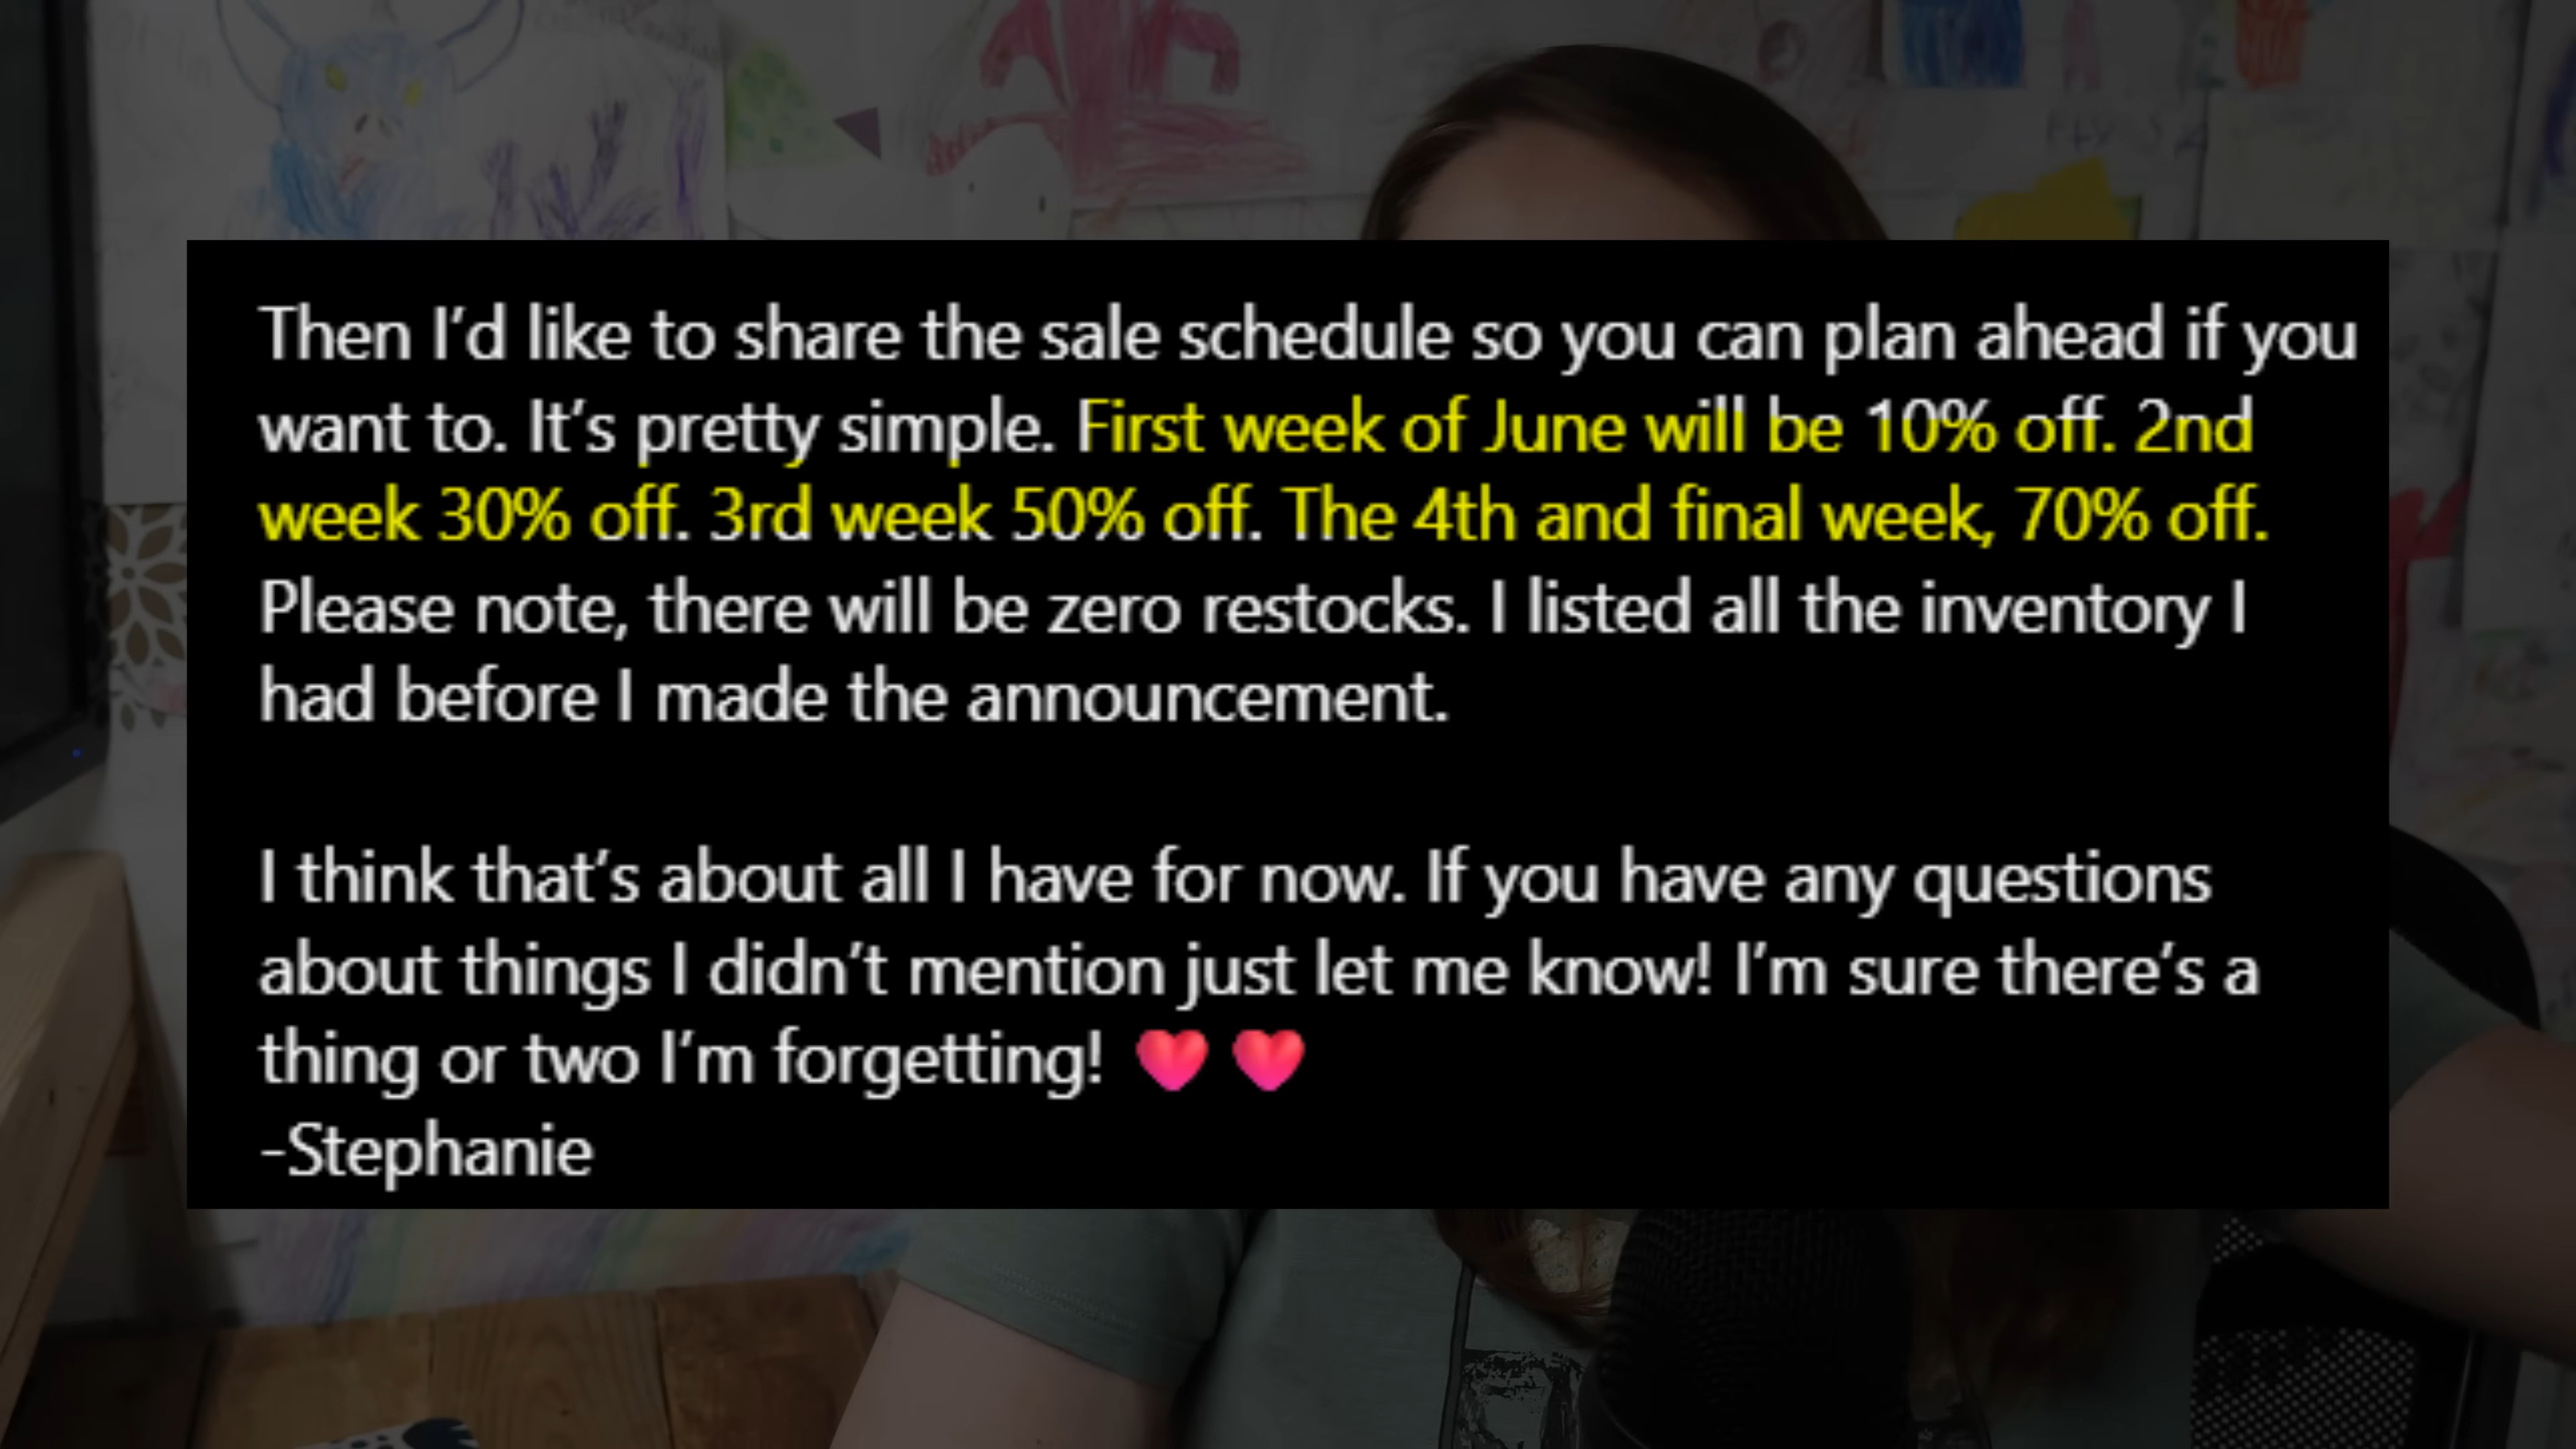 Then I’d like to share the sale schedule so you can plan ahead if you
want to. It’s pretty simple. First week of June will be 10% off. 2nd
week 30% off. 3rd week 50% off. The 4th and final week, 70% off.
Please note, there will be zero restocks. I listed all the inventory I
had before I made the announcement.
I think that’s about all I have for now. If you have any questions
about things I didn’t mention just let me know! I’m sure there’s a
thing or two I’m forgetting! ❤️ ❤️
-Stephanie